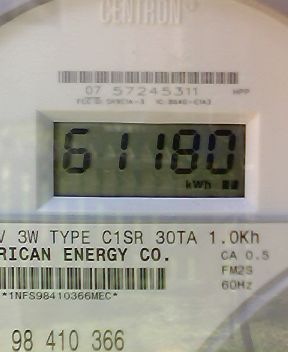 CENTRON
07 57245311 HPP
61180
kWh
V 3W TYPE C1SR 30TA 1.0Kh
RICAN ENERGY CO. CA 0.5
FM2S
*1NFS98410366MEC* 60Hz
98 410 366